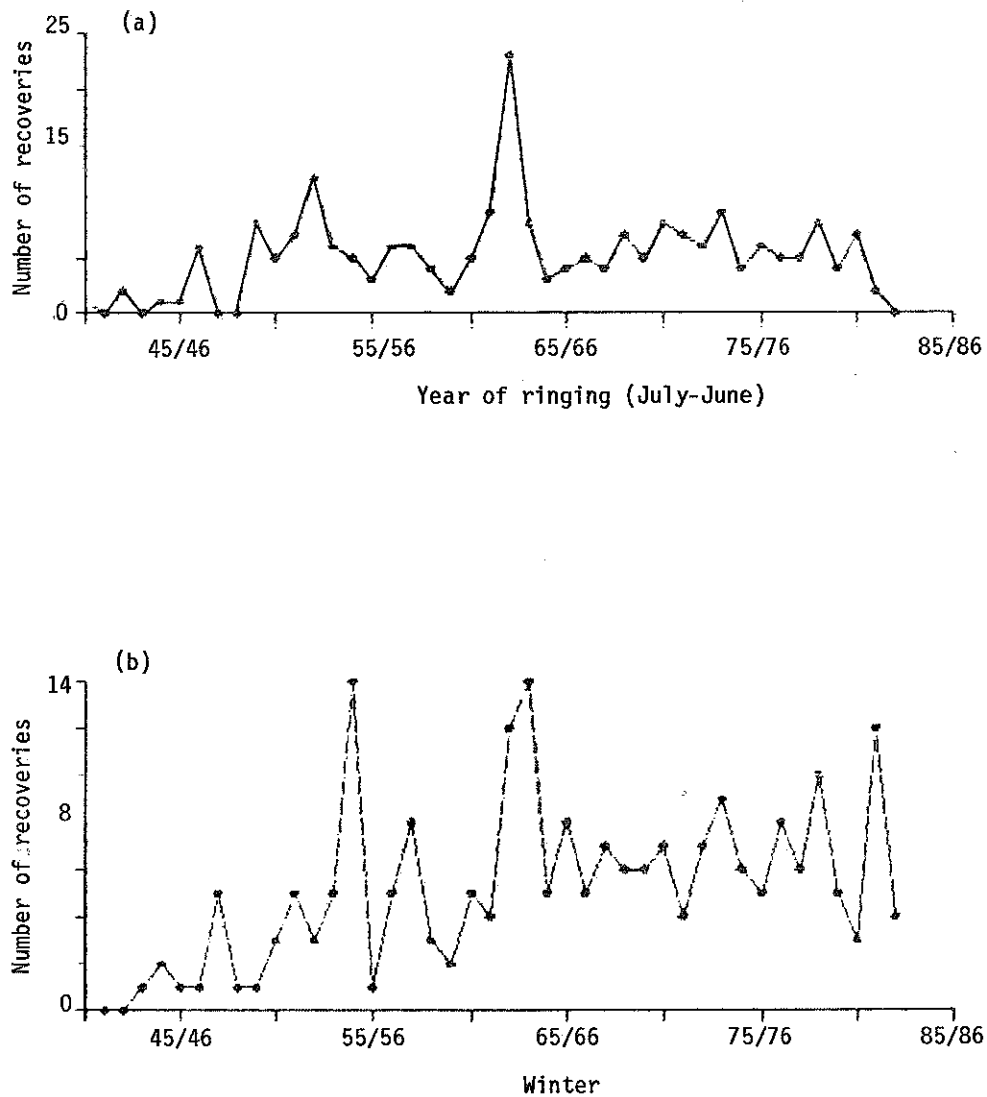 (a)
25
15
0
Number of recoveries
45/46 55/56 65/66 75/76 85/86
Year of ringing (July-June)
(b)
14
8
0
Number of recoveries
45/46 55/56 65/66 75/76 85/86
Winter